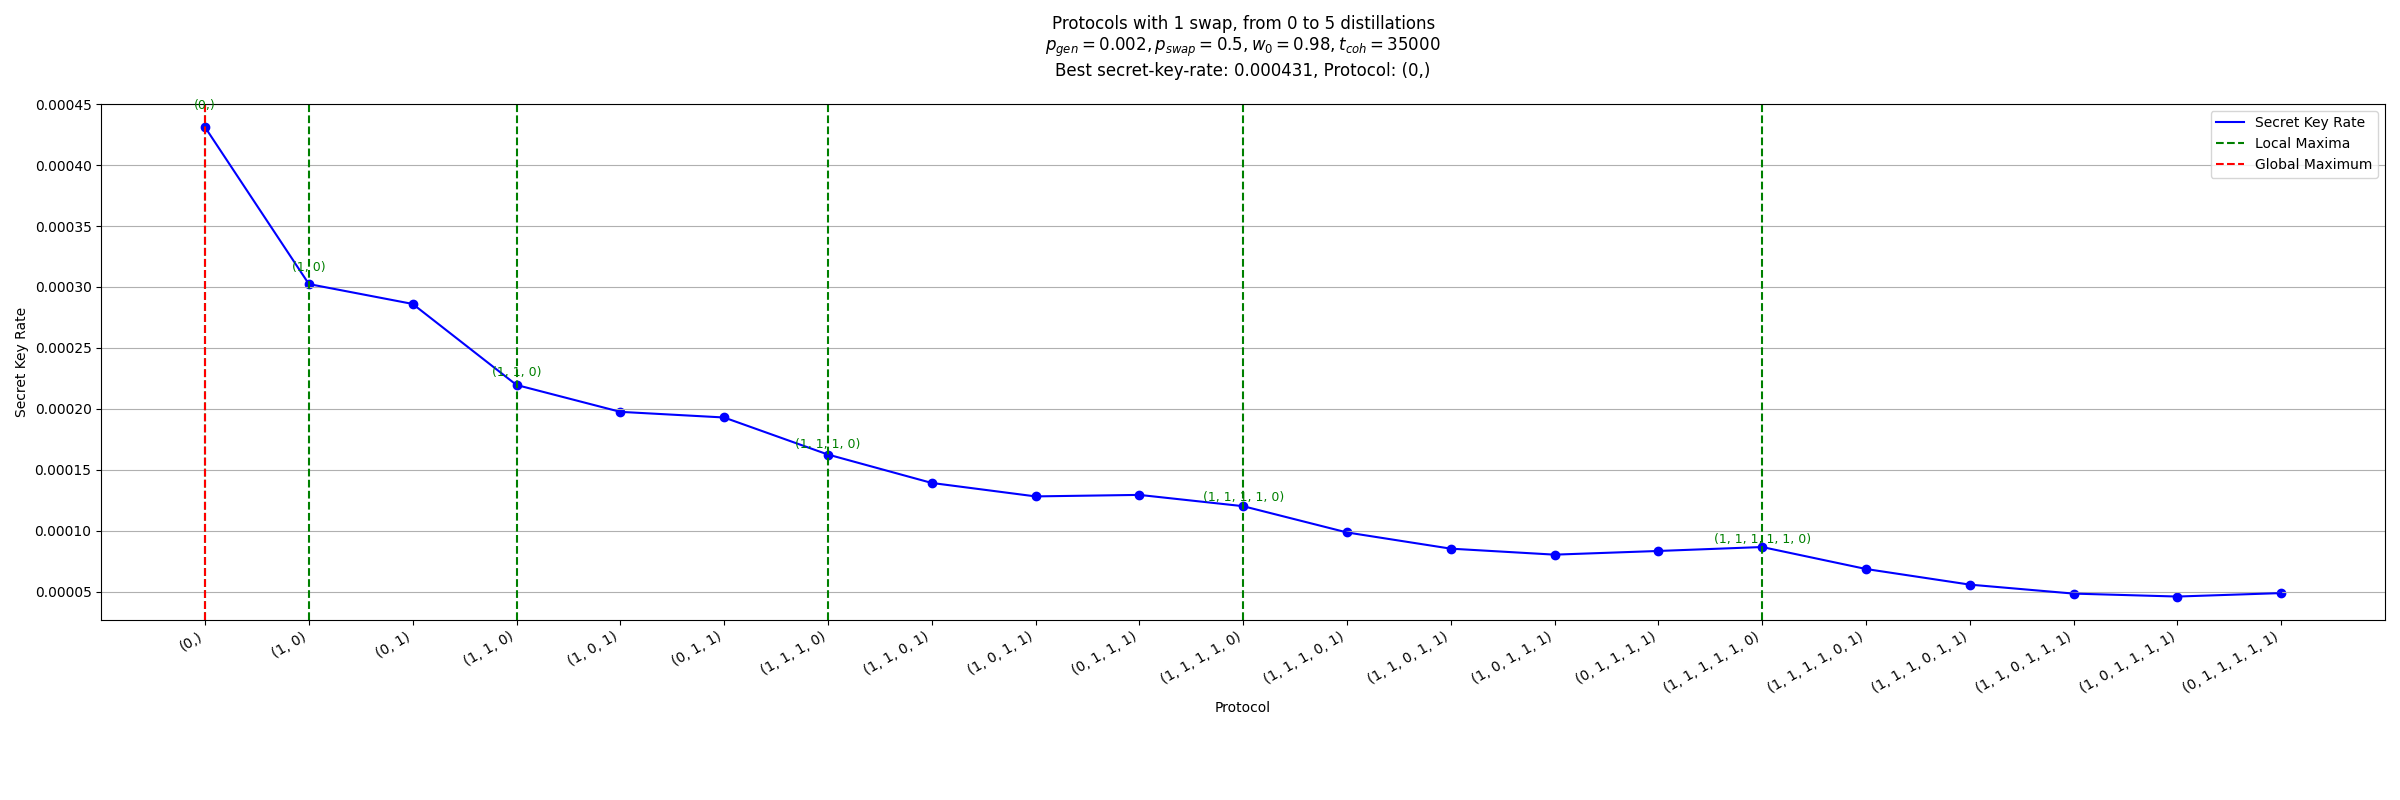 Protocols with 1 swap, from 0 to 5 distillations
p_gen = 0.002, p_swap = 0.5, w_0 = 0.98, t_coh = 35000
Best secret-key-rate: 0.000431, Protocol: (0,)
Secret Key Rate
Local Maxima
Global Maximum
(0,)
(1, 0)
(1, 1, 0)
(1, 1, 1, 0)
(1, 1, 1, 1, 0)
(1, 1, 1, 1, 1, 0)
0.00045
0.00040
0.00035
0.00030
0.00025
0.00020
0.00015
0.00010
0.00005
Secret Key Rate
(0,)
(1, 0)
(0, 1)
(1, 1, 0)
(1, 0, 1)
(0, 1, 1)
(1, 1, 1, 0)
(1, 1, 0, 1)
(1, 0, 1, 1)
(0, 1, 1, 1)
(1, 1, 1, 1, 0)
(1, 1, 1, 0, 1)
(1, 1, 0, 1, 1)
(1, 0, 1, 1, 1)
(0, 1, 1, 1, 1)
(1, 1, 1, 1, 1, 0)
(1, 1, 1, 1, 0, 1)
(1, 1, 1, 0, 1, 1)
(1, 1, 0, 1, 1, 1)
(1, 0, 1, 1, 1, 1)
(0, 1, 1, 1, 1, 1)
Protocol